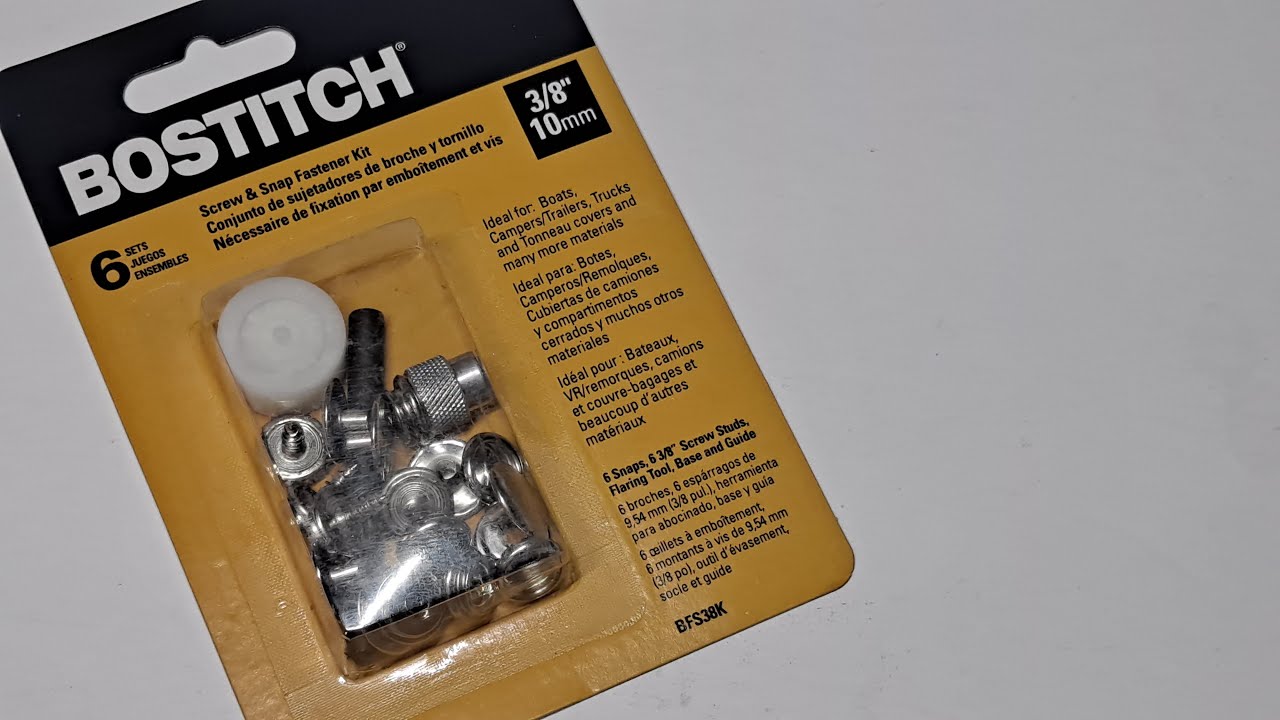 BOSTITCH®
3/8"
10mm
Screw & Snap Fastener Kit
Conjunto de sujetadores de broche y tornillo
Nécessaire de fixation par emboîtement et vis
6 SETS
JUEGOS
ENSEMBLES
Ideal for: Boats,
Campers/Trailers, Trucks
and Tonneau covers and
many more materials
Ideal para: Botes,
Camperos/Remolques,
Cubiertas de camiones
y compartimentos
cerrados y muchos otros
materiales
Idéal pour : Bateaux,
VR/remorques, camions
et couvre-bagages et
beaucoup d'autres
matériaux
6 Snaps, 6 3/8" Screw Studs,
Flaring Tool, Base and Guide
6 broches, 6 espárragos de
9,54 mm (3/8 pul.), herramienta
para abocinado, base y guía
6 œillets à emboîtement,
6 montants à vis de 9,54 mm
(3/8 po), outil d'évasement,
socle et guide
BFS38K